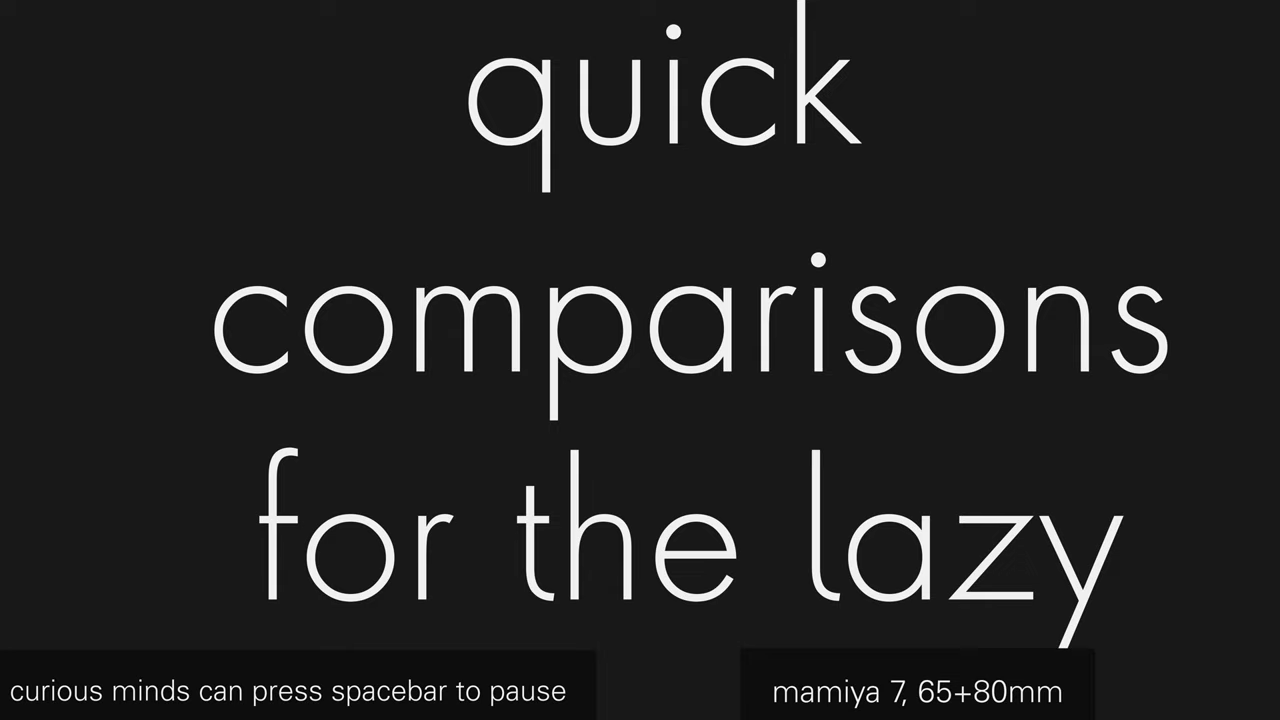 quick
comparisons
for the lazy
curious minds can press spacebar to pause
mamiya 7, 65+80mm